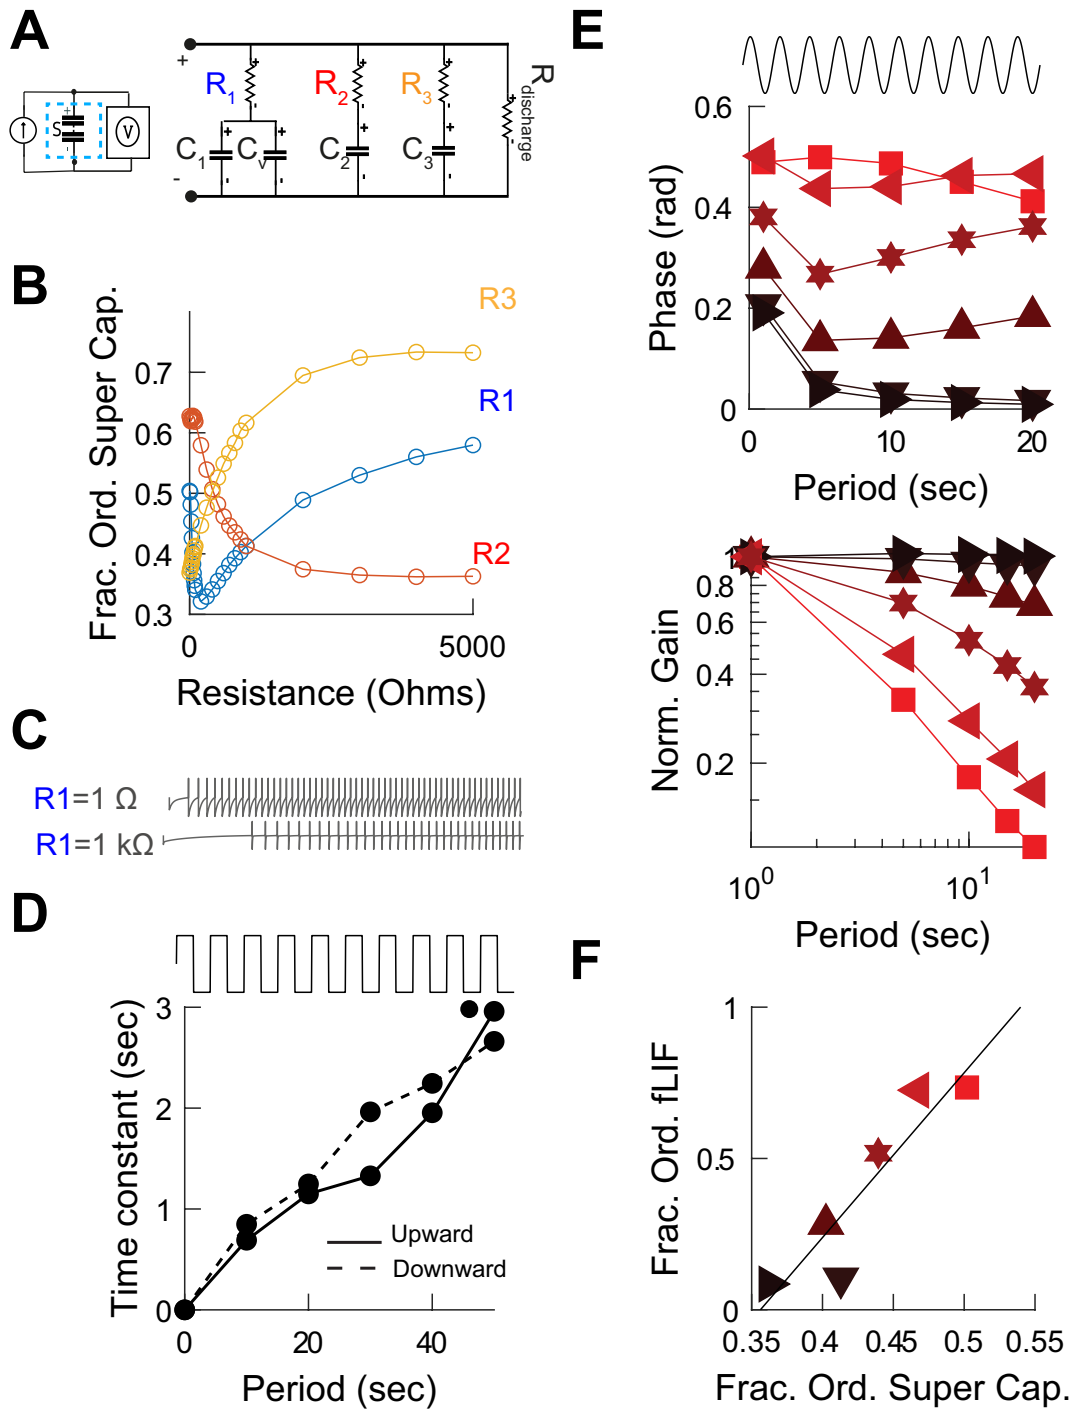 A
S
V
+
-
R1
R2
R3
R discharge
C1
Cv
C2
C3
B
Frac. Ord. Super Cap.
0.7
0.6
0.5
0.4
0.3
0
5000
Resistance (Ohms)
R3
R1
R2
C
R1=1 Ω
R1=1 kΩ
D
Time constant (sec)
3
2
1
0
0
20
40
Period (sec)
Upward
Downward
E
Phase (rad)
0.6
0.4
0.2
0
0
10
20
Period (sec)
Norm. Gain
1
0.8
0.6
0.4
0.2
10^0
10^1
Period (sec)
F
Frac. Ord. fLIF
1
0.5
0
0.35
0.4
0.45
0.5
0.55
Frac. Ord. Super Cap.